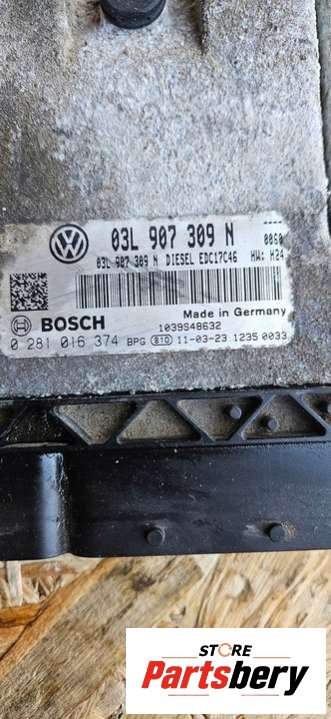 03L 907 309 N
03L 907 309 N DIESEL EDC17C46
0060
HW: H24
BOSCH
Made in Germany
1039S48632
0 281 016 374 BPG 810 11-03-23 1235 0033
STORE
Partsbery